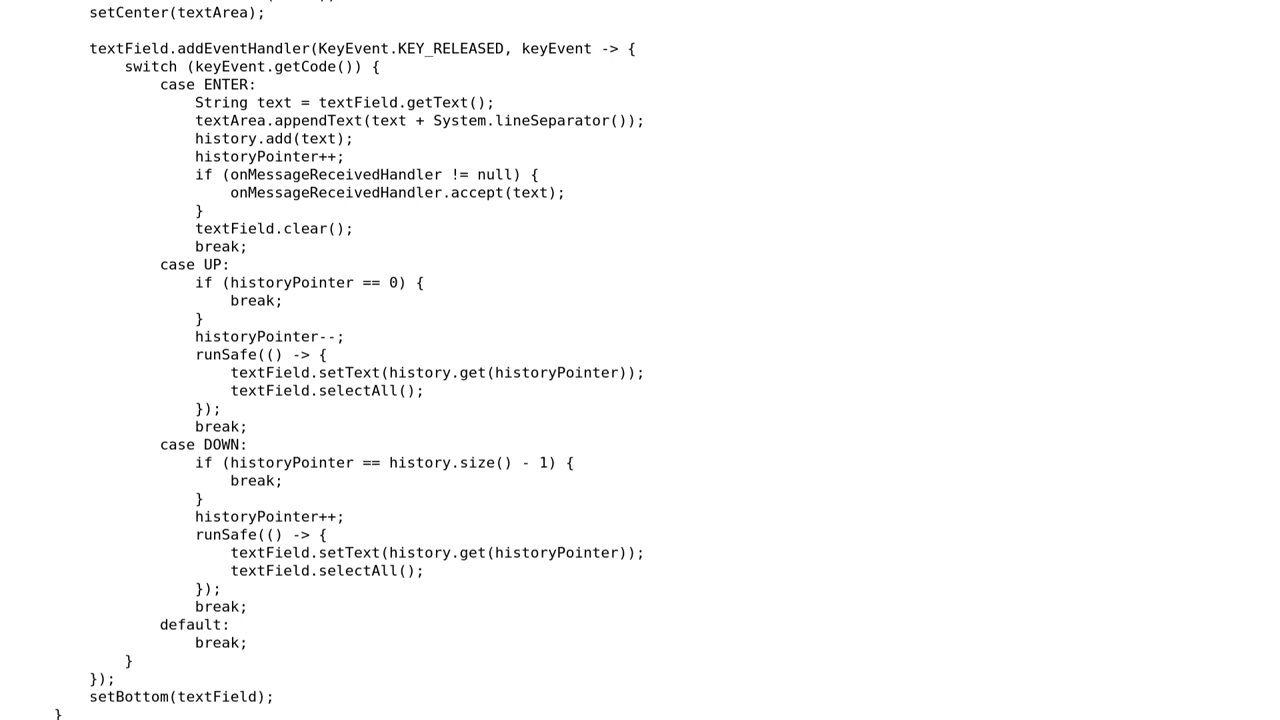 setCenter(textArea);
textField.addEventHandler(KeyEvent.KEY_RELEASED, keyEvent -> {
switch (keyEvent.getCode()) {
case ENTER:
String text = textField.getText();
textArea.appendText(text + System.lineSeparator());
history.add(text);
historyPointer++;
if (onMessageReceivedHandler != null) {
onMessageReceivedHandler.accept(text);
}
textField.clear();
break;
case UP:
if (historyPointer == 0) {
break;
}
historyPointer--;
runSafe(() -> {
textField.setText(history.get(historyPointer));
textField.selectAll();
});
break;
case DOWN:
if (historyPointer == history.size() - 1) {
break;
}
historyPointer++;
runSafe(() -> {
textField.setText(history.get(historyPointer));
textField.selectAll();
});
break;
default:
break;
}
});
setBottom(textField);
}